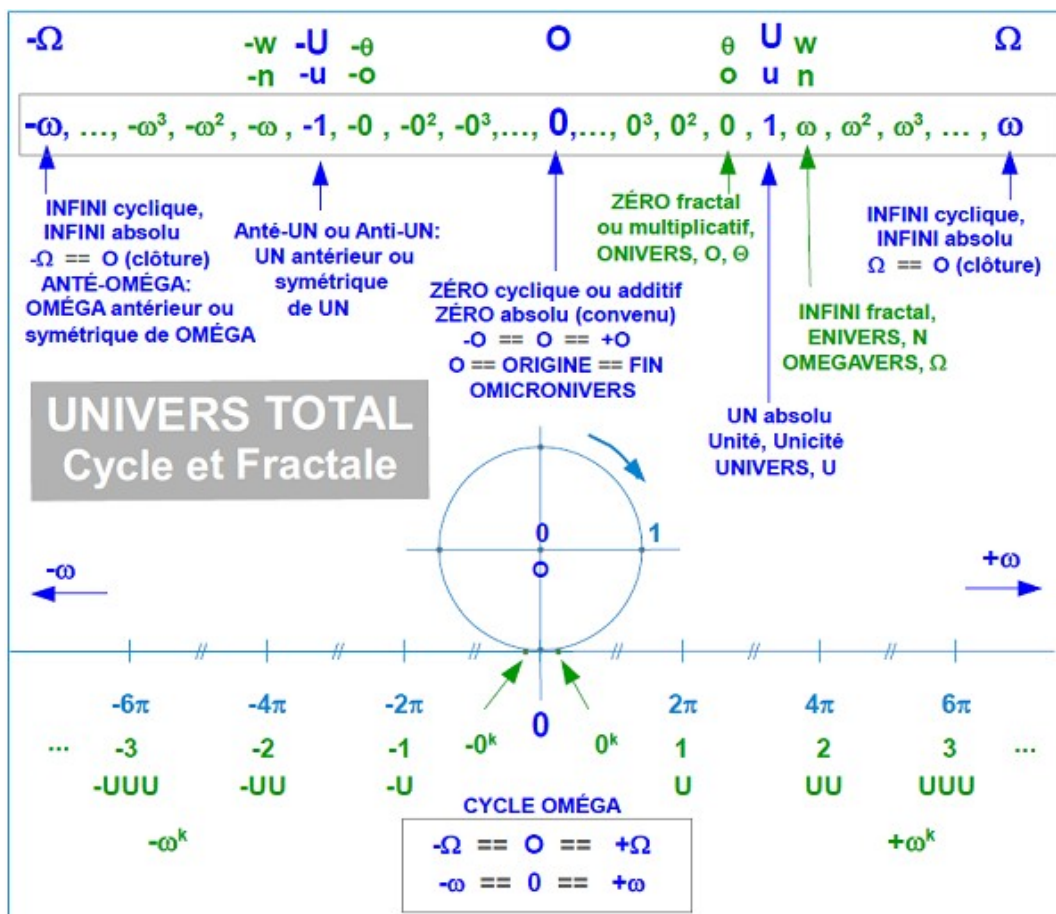 -Ω -w -U -θ O θ U w Ω
-n -u -o o u n
-ω, ..., -ω³, -ω², -ω, -1, -0, -0², -0³,..., 0,..., 0³, 0², 0, 1, ω, ω², ω³, ..., ω
INFINI cyclique,
INFINI absolu
-Ω == O (clôture)
ANTÉ-OMÉGA:
OMÉGA antérieur ou
symétrique de OMÉGA
Anté-UN ou Anti-UN:
UN antérieur ou
symétrique
de UN
ZÉRO cyclique ou additif
ZÉRO absolu (convenu)
-O == O == +O
O == ORIGINE == FIN
OMICRONIVERS
ZÉRO fractal
ou multiplicatif,
ONIVERS, O, Θ
INFINI cyclique,
INFINI absolu
Ω == O (clôture)
INFINI fractal,
ENIVERS, N
OMEGAVERS, Ω
UN absolu
Unité, Unicité
UNIVERS, U
UNIVERS TOTAL
Cycle et Fractale
0 1
O
-ω +ω
// // // // // //
-6π -4π -2π 0 2π 4π 6π
... -3 -2 -1 -0ᵏ 0ᵏ 1 2 3 ...
-UUU -UU -U U UU UUU
CYCLE OMÉGA
-ωᵏ +ωᵏ
-Ω == O == +Ω
-ω == 0 == +ω